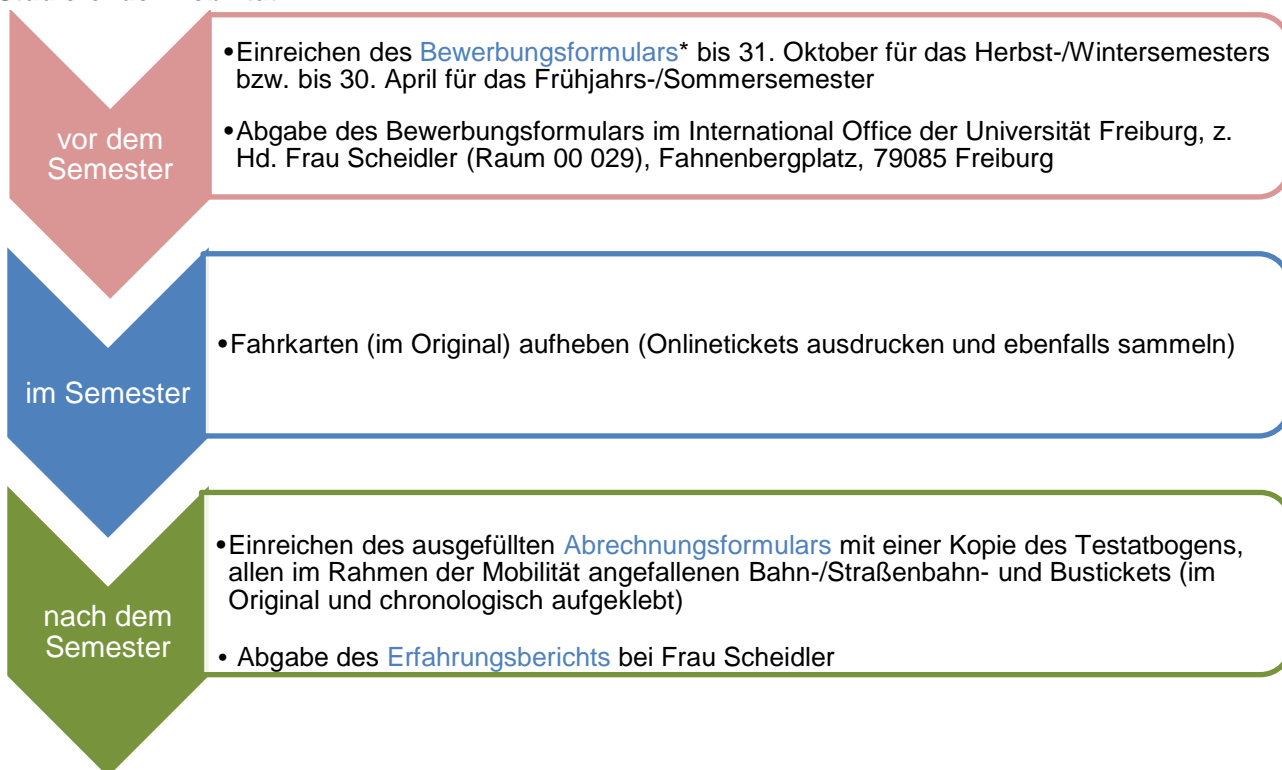 vor dem
Semester
•Einreichen des Bewerbungsformulars* bis 31. Oktober für das Herbst-/Wintersemesters
bzw. bis 30. April für das Frühjahrs-/Sommersemester
•Abgabe des Bewerbungsformulars im International Office der Universität Freiburg, z.
Hd. Frau Scheidler (Raum 00 029), Fahnenbergplatz, 79085 Freiburg
im Semester
•Fahrkarten (im Original) aufheben (Onlinetickets ausdrucken und ebenfalls sammeln)
nach dem
Semester
•Einreichen des ausgefüllten Abrechnungsformulars mit einer Kopie des Testatbogens,
allen im Rahmen der Mobilität angefallenen Bahn-/Straßenbahn- und Bustickets (im
Original und chronologisch aufgeklebt)
• Abgabe des Erfahrungsberichts bei Frau Scheidler